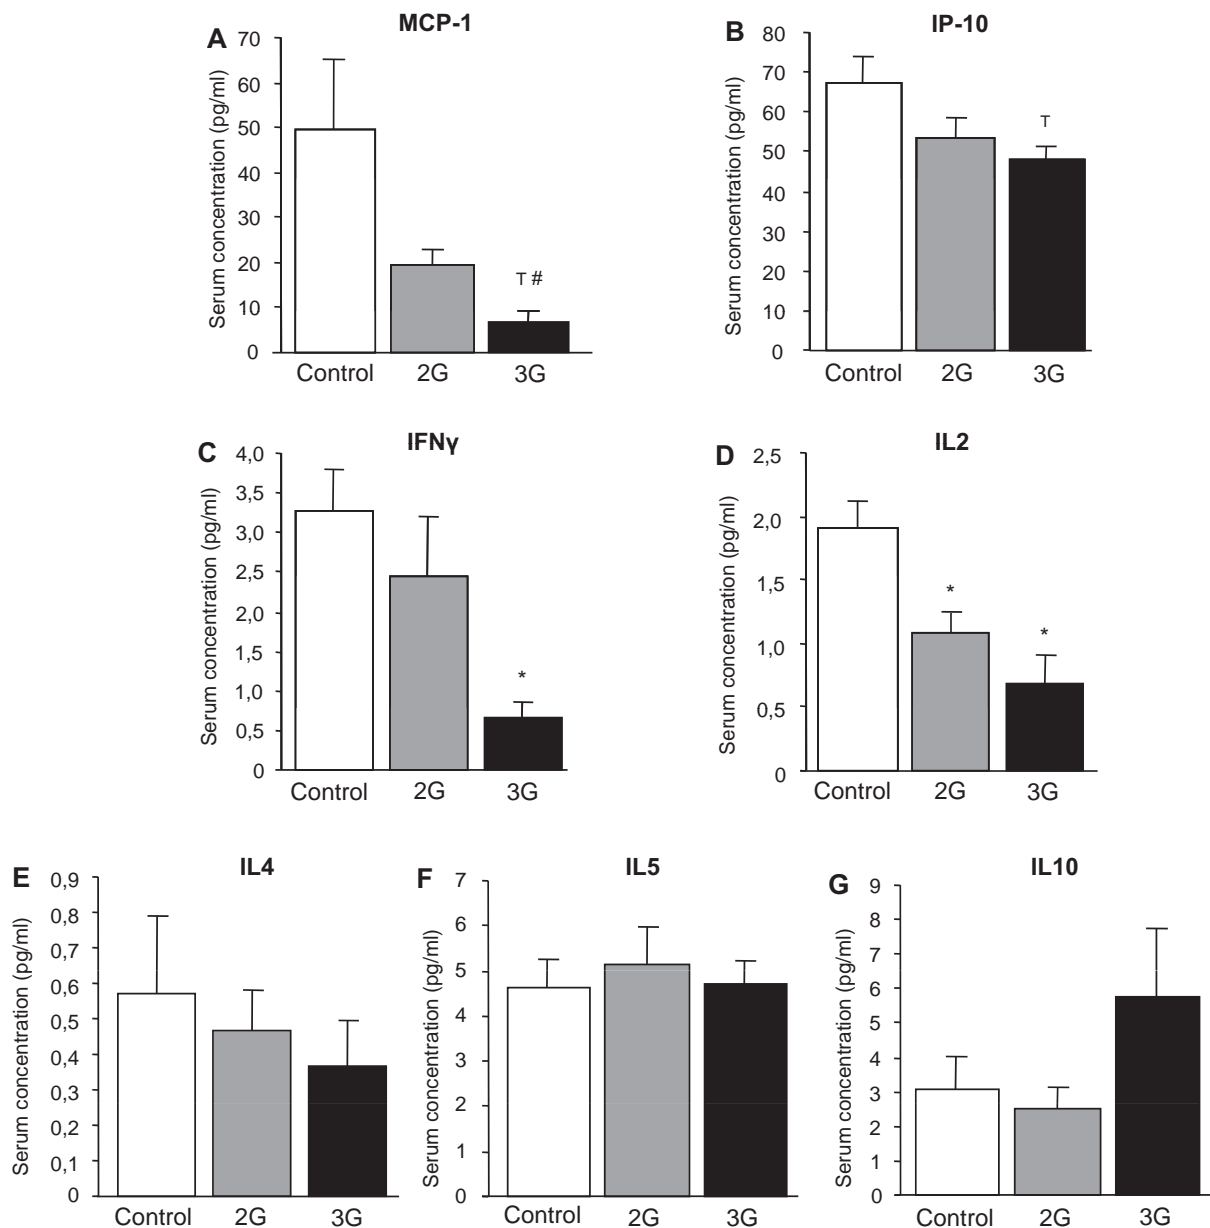 A MCP-1
Serum concentration (pg/ml)
70
60
50
40
30
20
10
0
T #
Control 2G 3G
B IP-10
Serum concentration (pg/ml)
80
70
60
50
40
30
20
10
0
T
Control 2G 3G
C IFNγ
Serum concentration (pg/ml)
4,0
3,5
3,0
2,5
2,0
1,5
1,0
0,5
0
*
Control 2G 3G
D IL2
Serum concentration (pg/ml)
2,5
2,0
1,5
1,0
0,5
0
*
*
Control 2G 3G
E IL4
Serum concentration (pg/ml)
0,9
0,8
0,7
0,6
0,5
0,4
0,3
0,2
0,1
0
Control 2G 3G
F IL5
Serum concentration (pg/ml)
7
6
5
4
3
2
1
0
Control 2G 3G
G IL10
Serum concentration (pg/ml)
9
8
7
6
5
4
3
2
1
0
Control 2G 3G